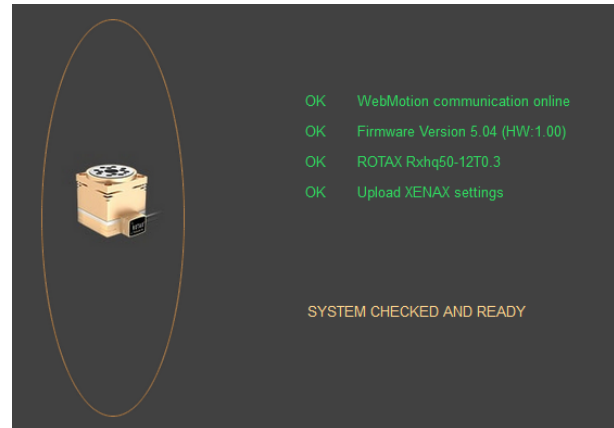 OK WebMotion communication online
OK Firmware Version 5.04 (HW:1.00)
OK ROTAX Rxhq50-12T0.3
OK Upload XENAX settings
SYSTEM CHECKED AND READY